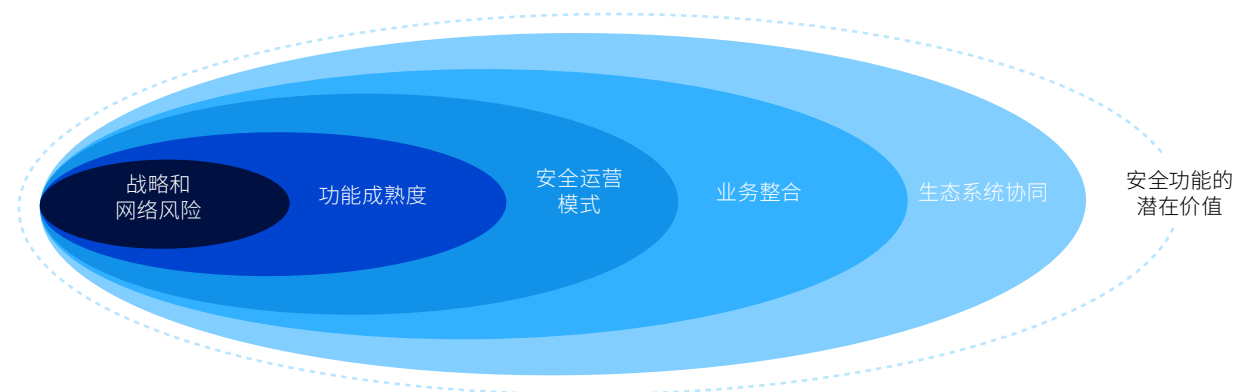 战略和
网络风险
功能成熟度
安全运营
模式
业务整合
生态系统协同
安全功能的
潜在价值